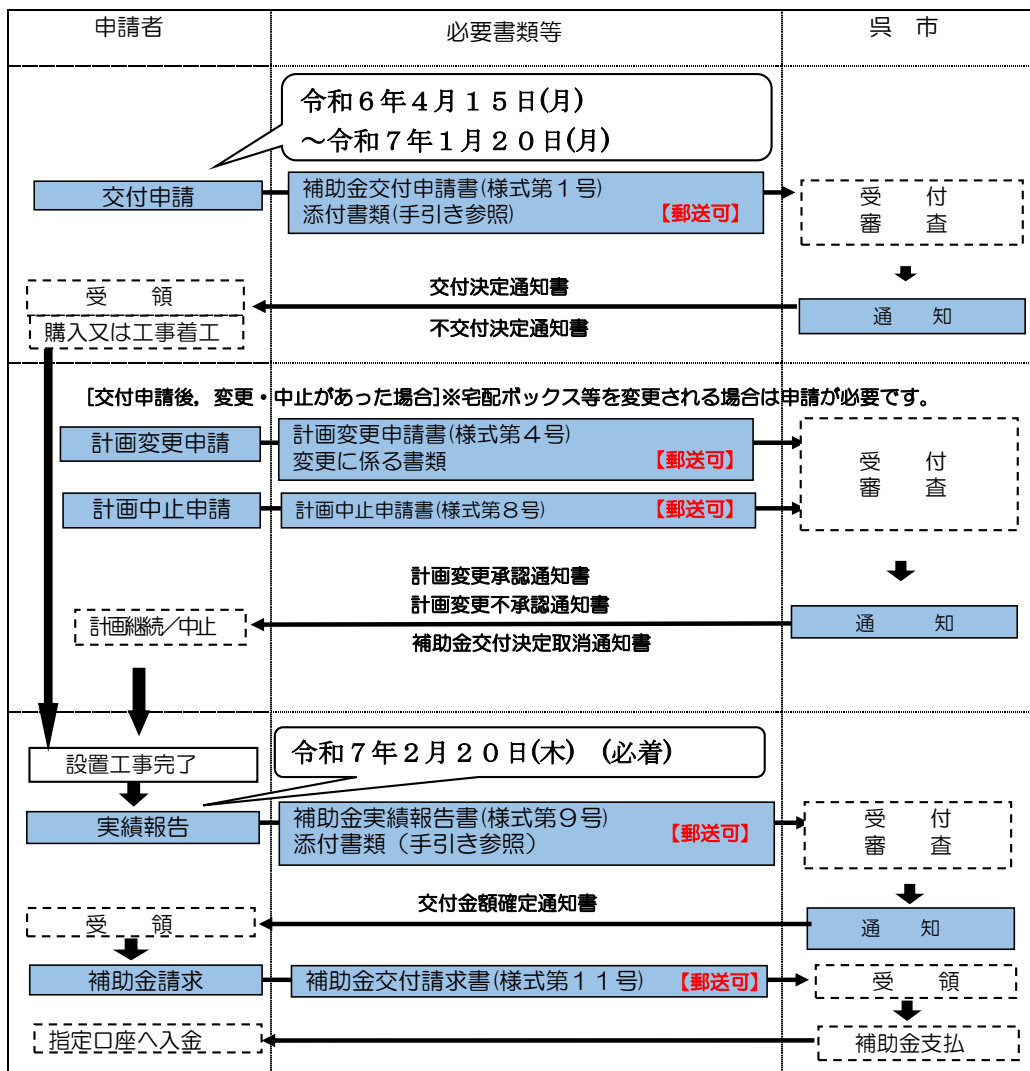 申請者
必要書類等
呉　市
令和６年４月１５日(月)
～令和７年１月２０日(月)
交付申請
補助金交付申請書(様式第１号)
添付書類(手引き参照)
【郵送可】
受　　付
審　　査
交付決定通知書
受　　領
通　　知
不交付決定通知書
購入又は工事着工
[交付申請後，変更・中止があった場合]※宅配ボックス等を変更される場合は申請が必要です。
計画変更申請
計画変更申請書(様式第４号)
変更に係る書類
【郵送可】
受　　付
審　　査
計画中止申請
計画中止申請書(様式第８号)
【郵送可】
計画変更承認通知書
計画変更不承認通知書
計画継続／中止
通　　知
補助金交付決定取消通知書
令和７年２月２０日(木)　(必着)
設置工事完了
実績報告
補助金実績報告書(様式第９号)
添付書類（手引き参照）
【郵送可】
受　　付
審　　査
交付金額確定通知書
受　　領
通　　知
補助金請求
補助金交付請求書(様式第１１号)
【郵送可】
受　　領
指定口座へ入金
補助金支払